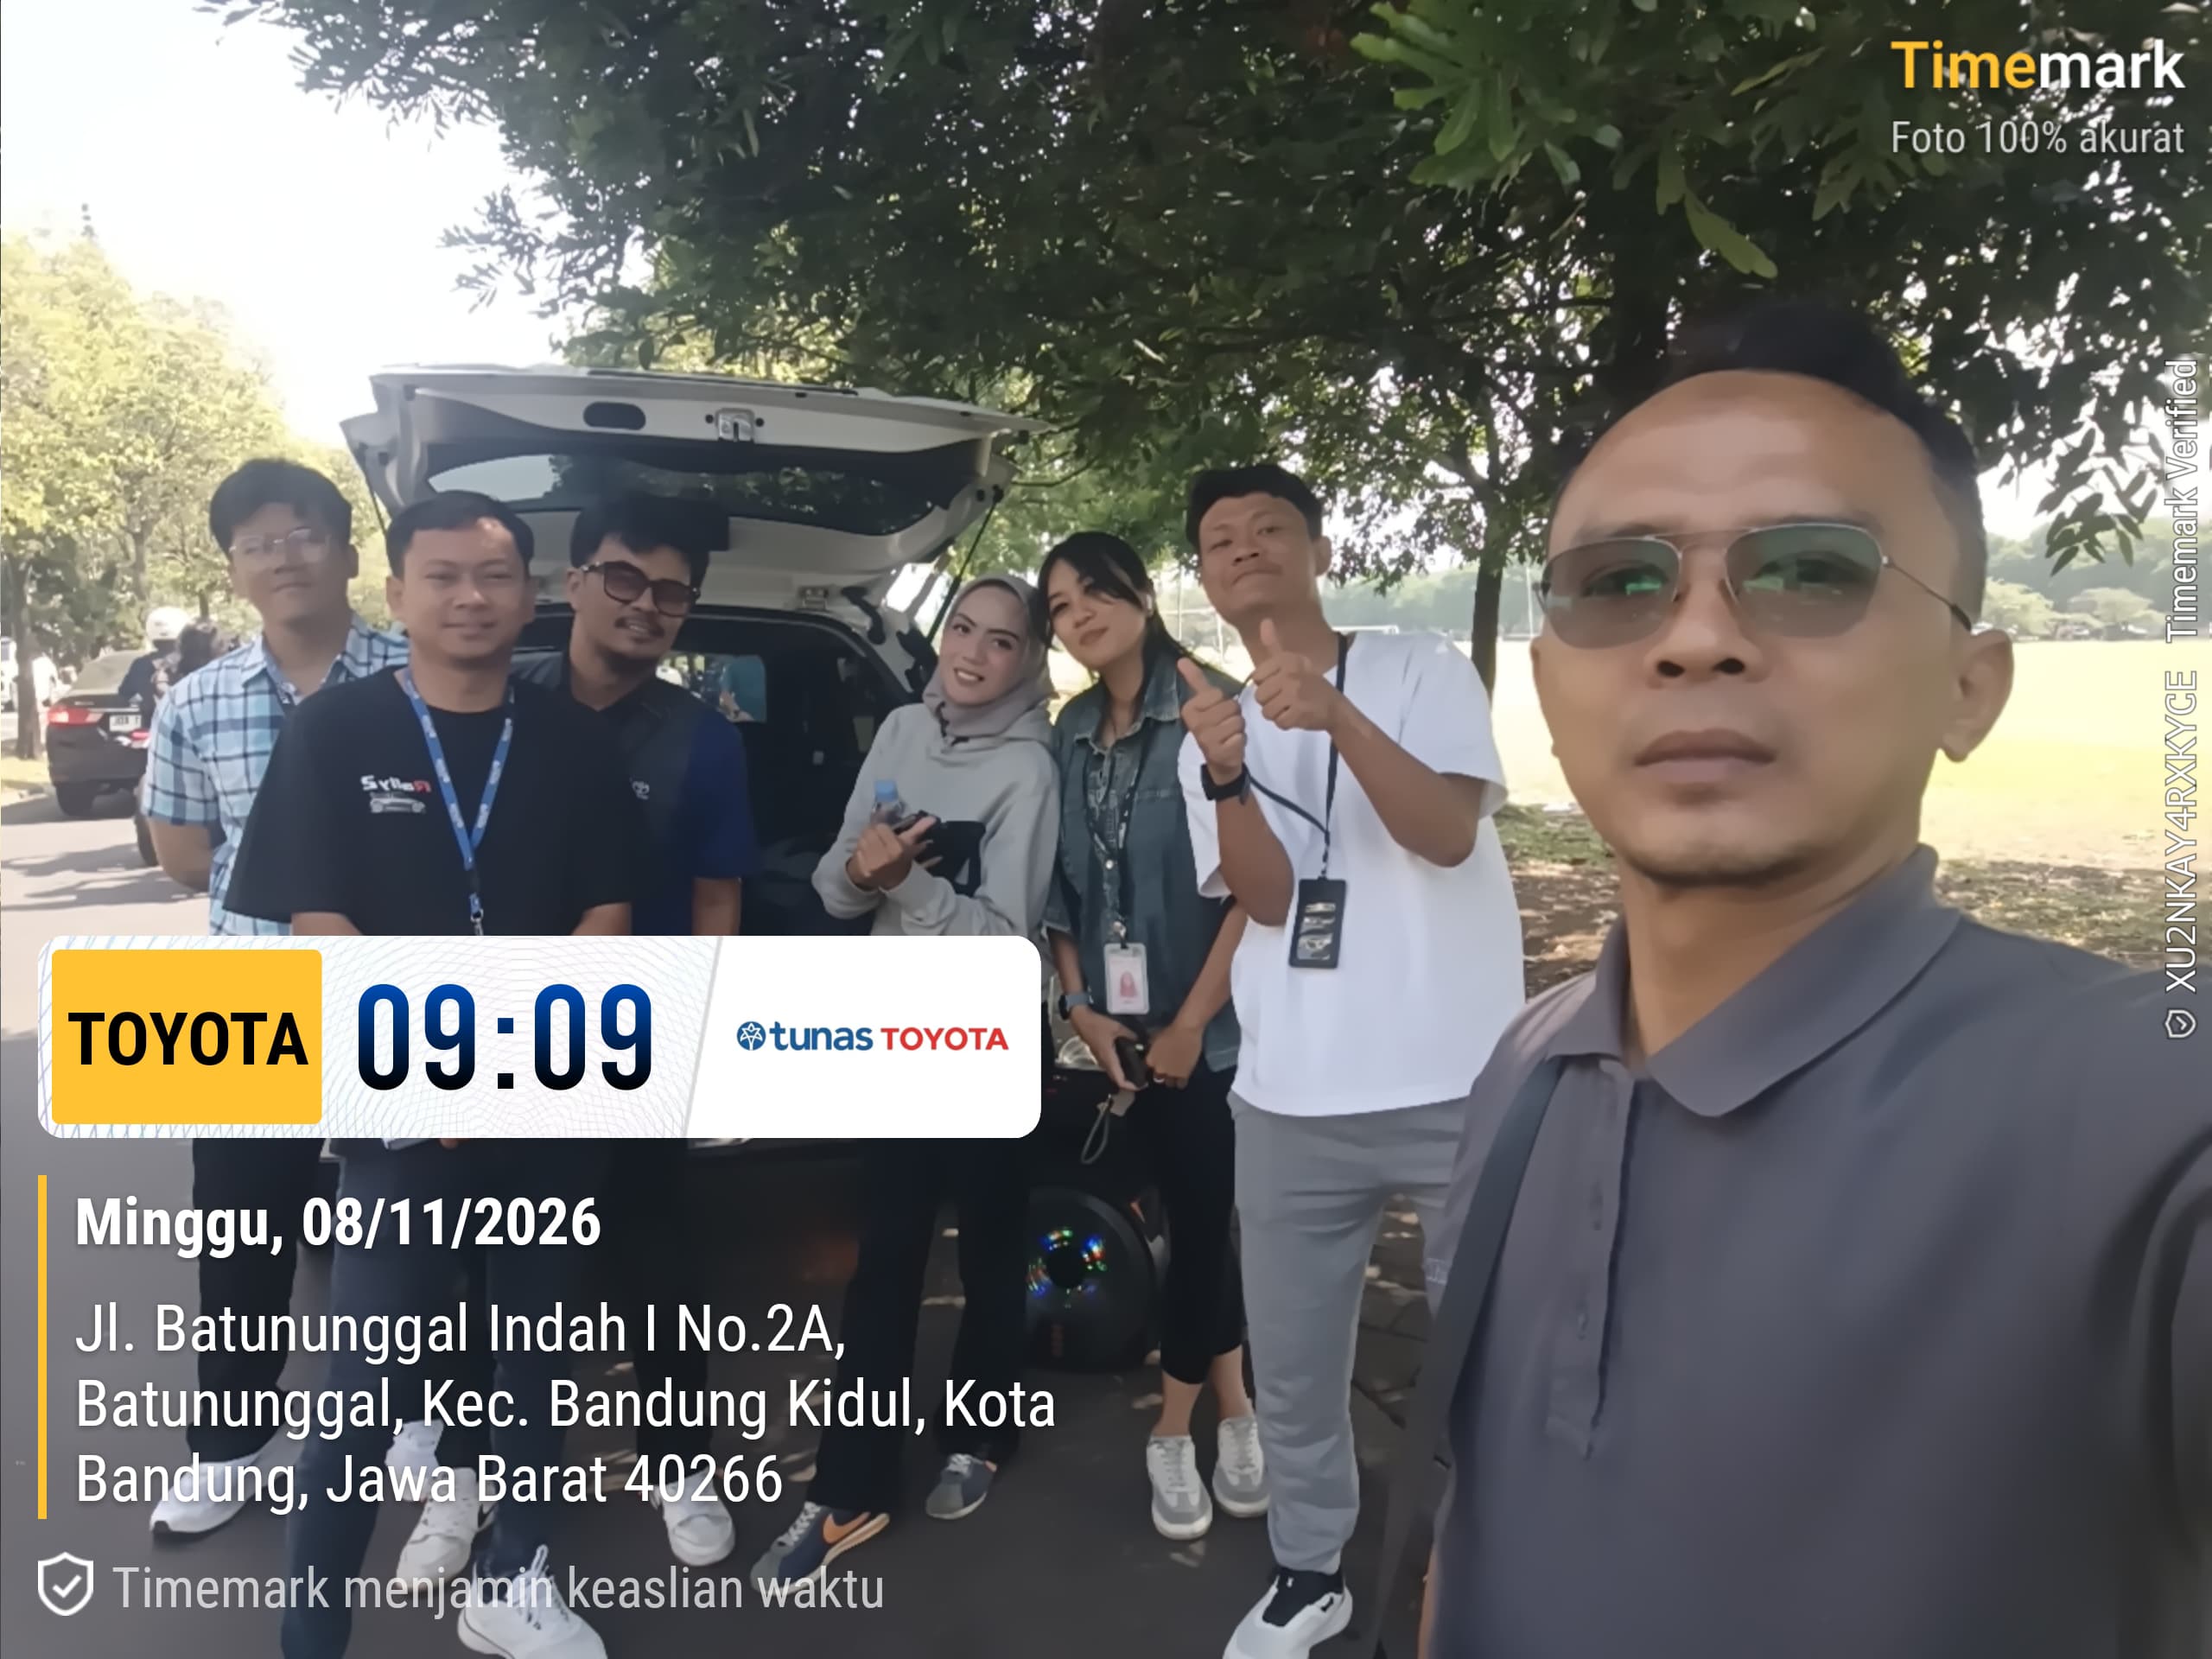 Timemark
Foto 100% akurat
TOYOTA
09:09
tunas TOYOTA
Minggu, 08/11/2026
Jl. Batununggal Indah I No.2A,
Batununggal, Kec. Bandung Kidul, Kota
Bandung, Jawa Barat 40266
Timemark menjamin keaslian waktu
XU2NKAY4RXKYCE Timemark Verified